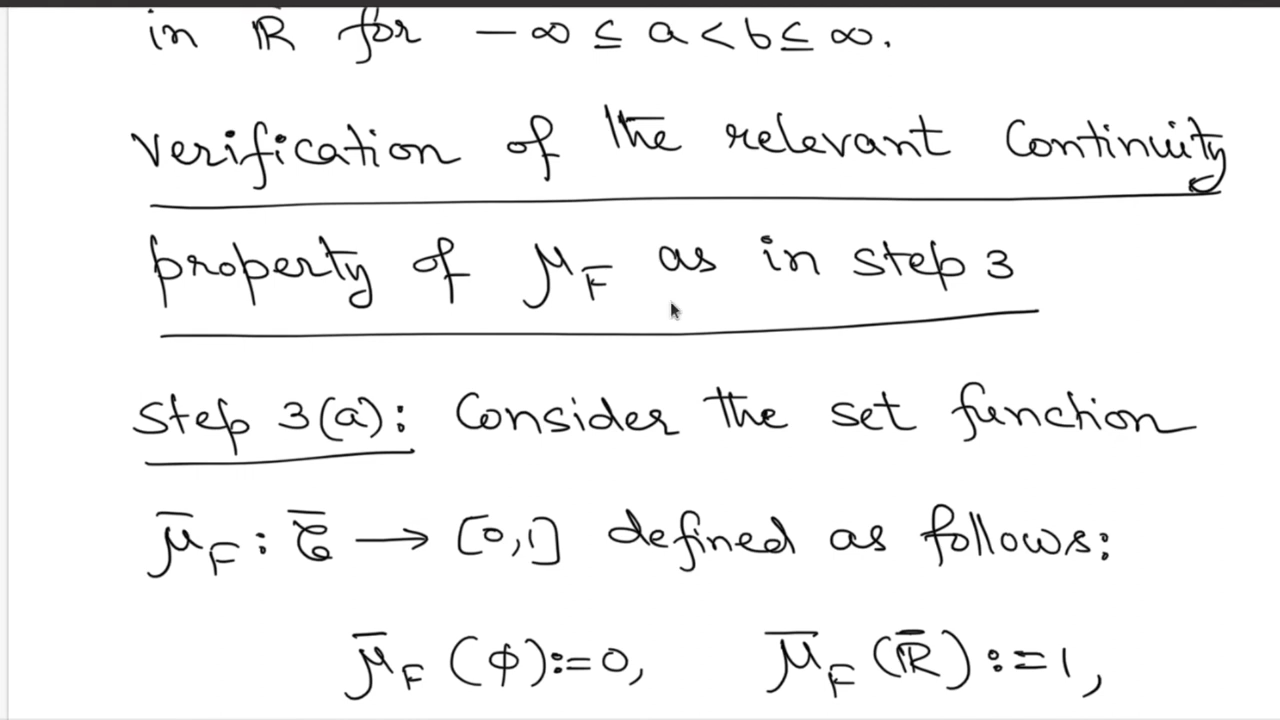 in ℝ for −∞ ≤ a < b ≤ ∞.
verification of the relevant Continuity
property of μ_F as in step 3
Step 3(a): Consider the set function
μ̄_F : 𝒞̄ → [0,1] defined as follows:
μ̄_F (φ):=0, μ̄_F (ℝ̄) := 1,